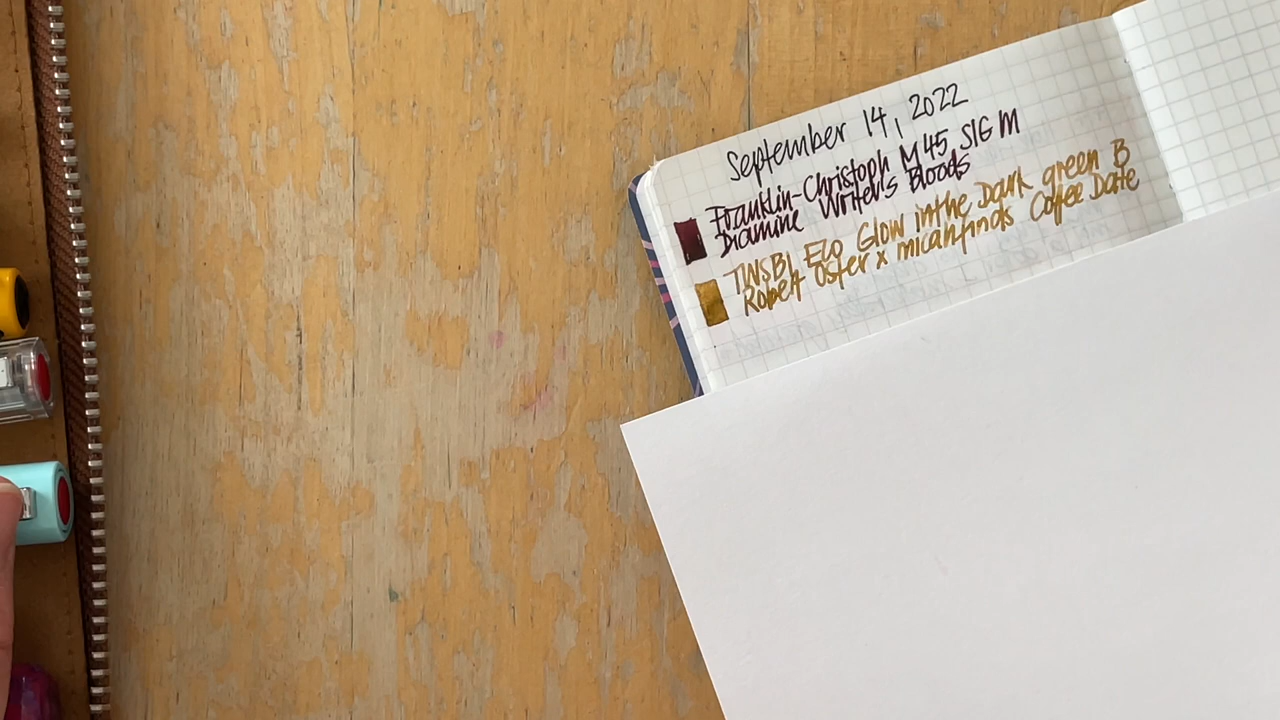 September 14, 2022
Franklin-Christoph M45 SIG M
Diamine Writer's Bloods
TWSBI Eco Glow in the Dark green B
Robert Oster x micahfinds Coffee Date